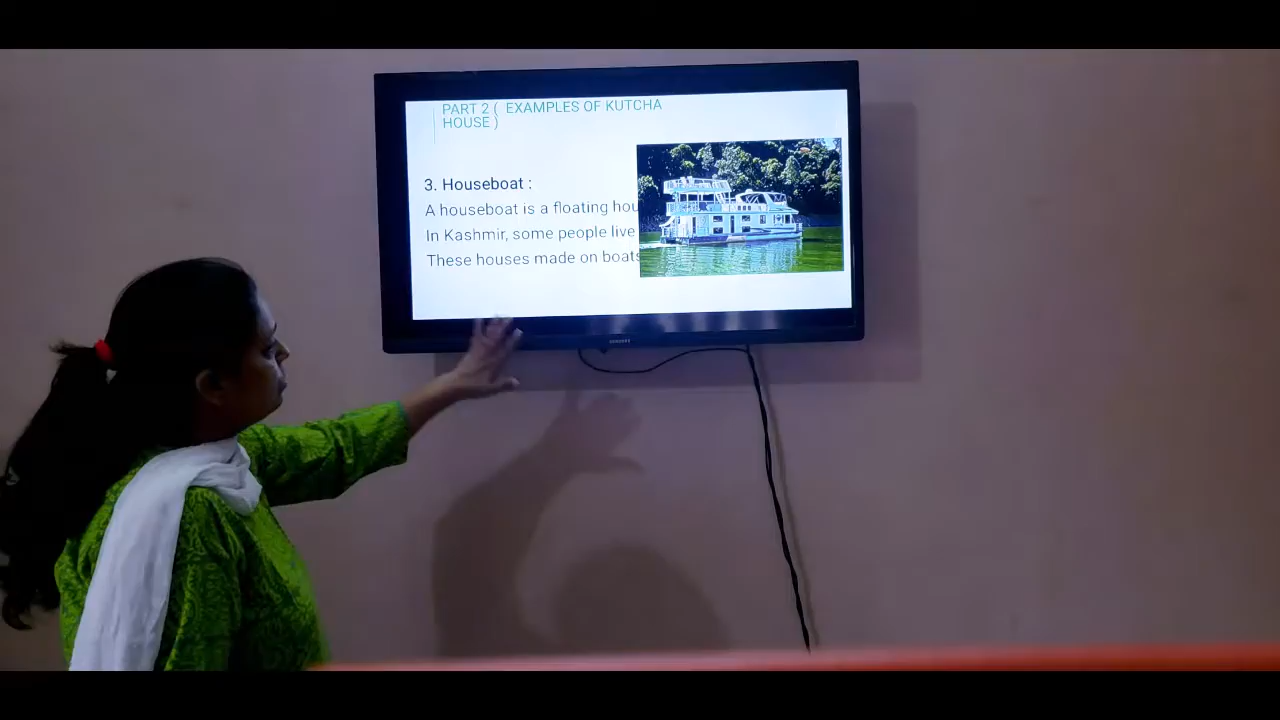 PART 2 ( EXAMPLES OF KUTCHA
HOUSE )
3. Houseboat :
A houseboat is a floating hou
In Kashmir, some people live
These houses made on boats